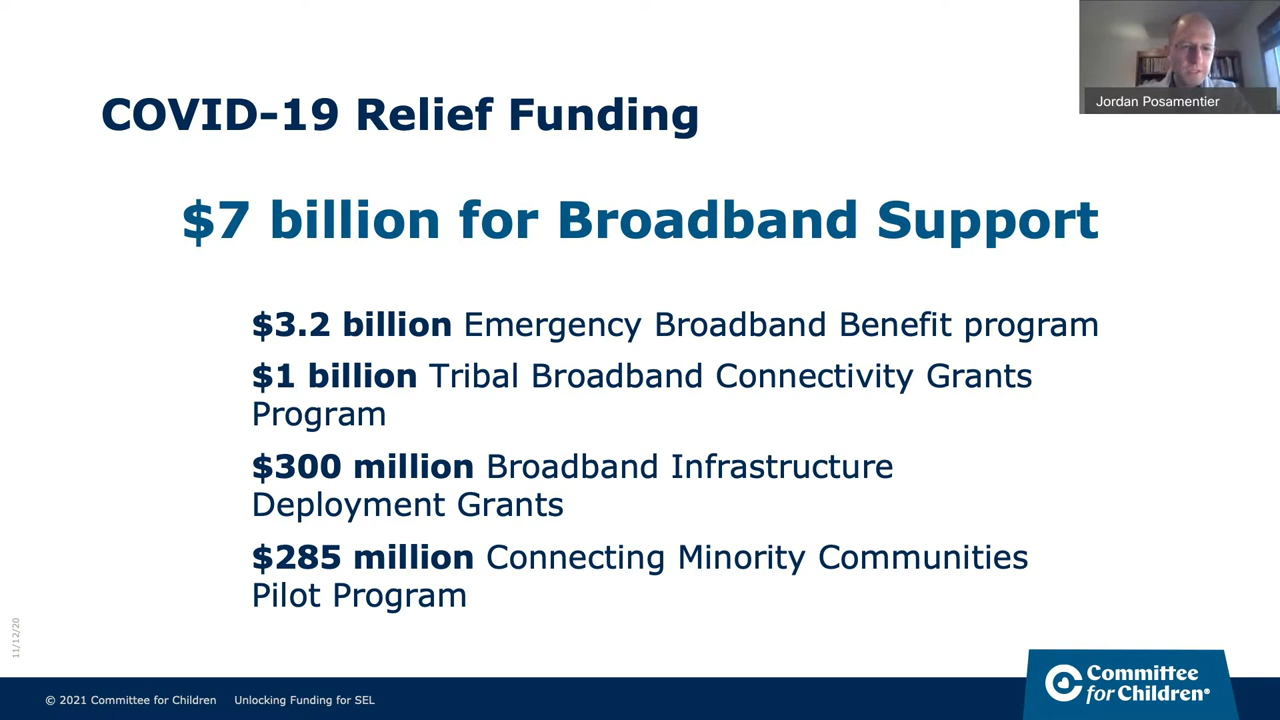 Jordan Posamentier
COVID-19 Relief Funding
$7 billion for Broadband Support
$3.2 billion Emergency Broadband Benefit program
$1 billion Tribal Broadband Connectivity Grants
Program
$300 million Broadband Infrastructure
Deployment Grants
$285 million Connecting Minority Communities
Pilot Program
11/12/20
© 2021 Committee for Children Unlocking Funding for SEL
Committee
for Children®